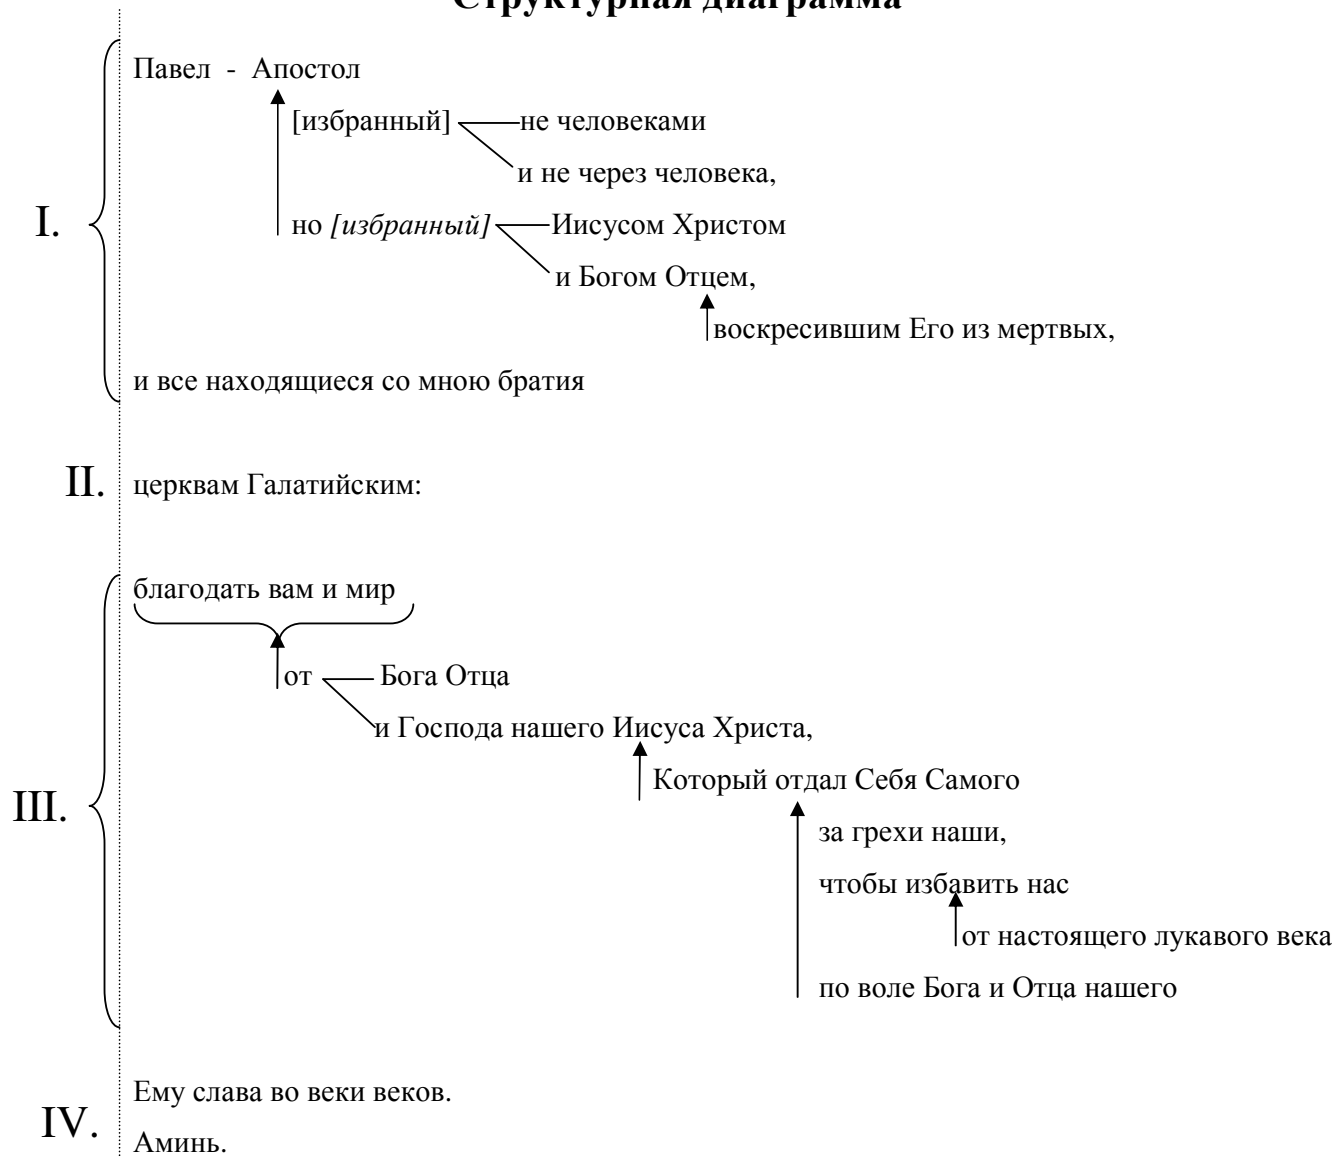 Структурная диаграмма
Павел - Апостол
[избранный] не человеками
и не через человека,
I. но [избранный] Иисусом Христом
и Богом Отцем,
воскресившим Его из мертвых,
и все находящиеся со мною братия
II. церквам Галатийским:
благодать вам и мир
от Бога Отца
и Господа нашего Иисуса Христа,
Который отдал Себя Самого
III.
за грехи наши,
чтобы избавить нас
от настоящего лукавого века
по воле Бога и Отца нашего
Ему слава во веки веков.
IV.
Аминь.